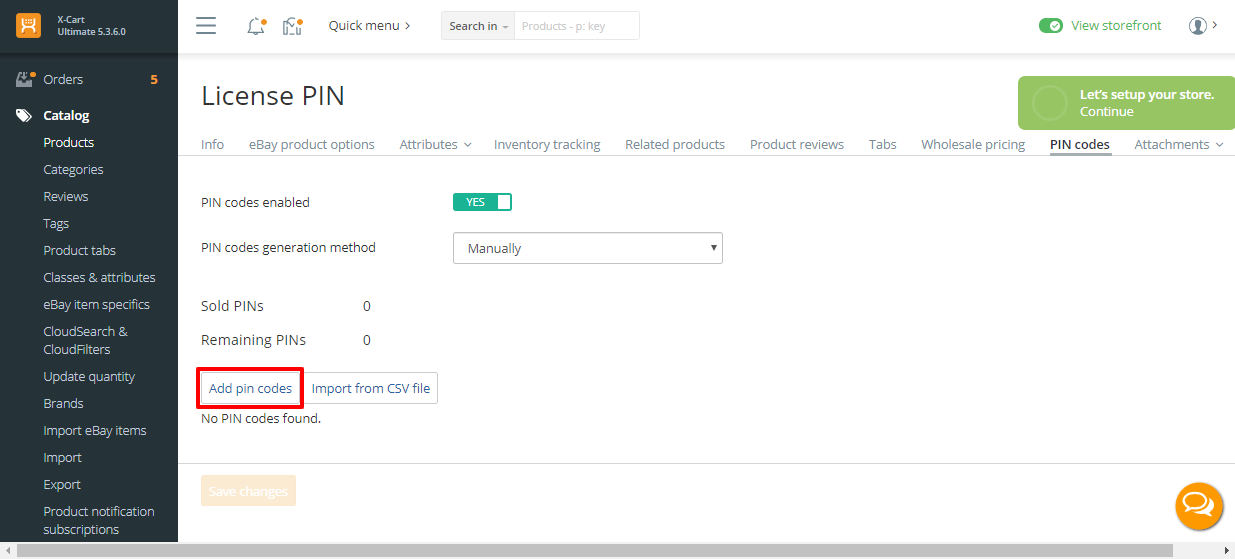 X-Cart
Ultimate 5.3.6.0
Quick menu
Search in
Products - p: key
View storefront
Orders 5
Catalog
Products
Categories
Reviews
Tags
Product tabs
Classes & attributes
eBay item specifics
CloudSearch &
CloudFilters
Update quantity
Brands
Import eBay items
Import
Export
Product notification
subscriptions
License PIN
Let's setup your store.
Continue
Info eBay product options Attributes Inventory tracking Related products Product reviews Tabs Wholesale pricing PIN codes Attachments
PIN codes enabled YES
PIN codes generation method Manually
Sold PINs 0
Remaining PINs 0
Add pin codes Import from CSV file
No PIN codes found.
Save changes